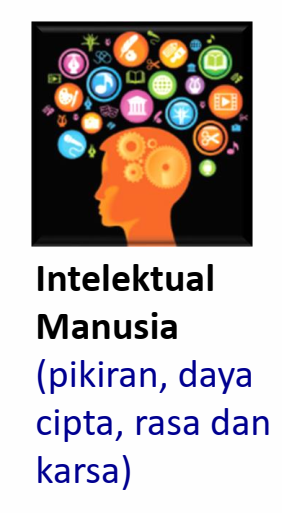 Intelektual
Manusia
(pikiran, daya
cipta, rasa dan
karsa)